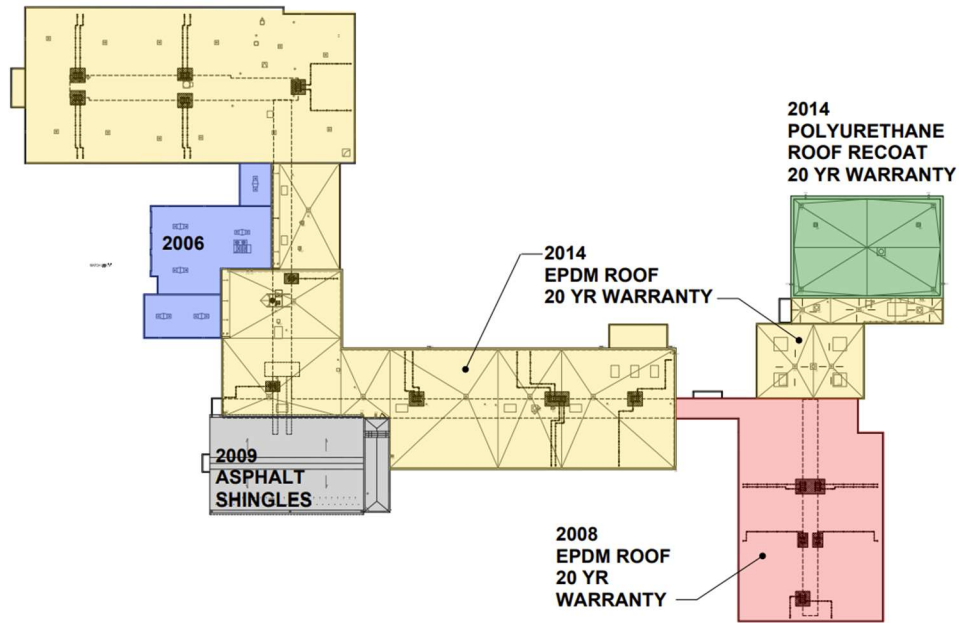 2014
POLYURETHANE
ROOF RECOAT
20 YR WARRANTY
2006
2014
EPDM ROOF
20 YR WARRANTY
2009
ASPHALT
SHINGLES
2008
EPDM ROOF
20 YR
WARRANTY